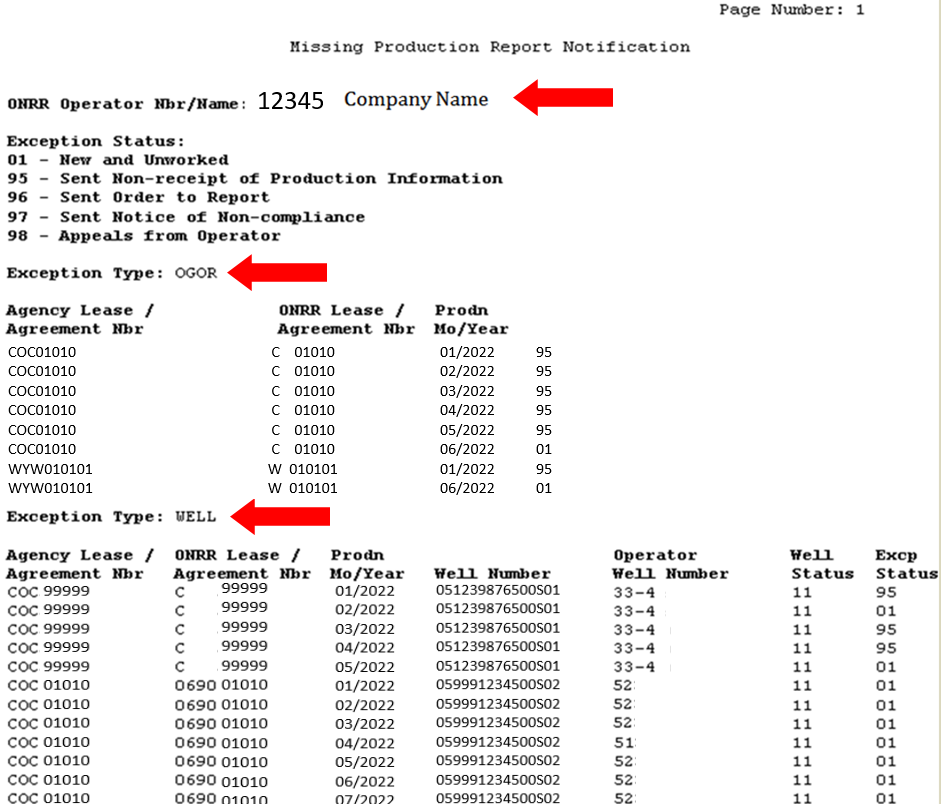 Page Number: 1
Missing Production Report Notification
ONRR Operator Nbr/Name: 12345 Company Name
Exception Status:
01 - New and Unworked
95 - Sent Non-receipt of Production Information
96 - Sent Order to Report
97 - Sent Notice of Non-compliance
98 - Appeals from Operator
Exception Type: OGOR
Agency Lease / ONRR Lease / Prodn
Agreement Nbr Agreement Nbr Mo/Year
COC01010 C 01010 01/2022 95
COC01010 C 01010 02/2022 95
COC01010 C 01010 03/2022 95
COC01010 C 01010 04/2022 95
COC01010 C 01010 05/2022 95
COC01010 C 01010 06/2022 01
WYW010101 W 010101 01/2022 95
WYW010101 W 010101 06/2022 01
Exception Type: WELL
Agency Lease / ONRR Lease / Prodn Operator Well Excp
Agreement Nbr Agreement Nbr Mo/Year Well Number Well Number Status Status
COC 99999 C 99999 01/2022 051239876500S01 33-4 11 95
COC 99999 C 99999 02/2022 051239876500S01 33-4 11 01
COC 99999 C 99999 03/2022 051239876500S01 33-4 11 95
COC 99999 C 99999 04/2022 051239876500S01 33-4 11 95
COC 99999 C 99999 05/2022 051239876500S01 33-4 11 01
COC 01010 0690 01010 01/2022 059991234500S02 52 11 01
COC 01010 0690 01010 02/2022 059991234500S02 52 11 01
COC 01010 0690 01010 03/2022 059991234500S02 52 11 01
COC 01010 0690 01010 04/2022 059991234500S02 51 11 01
COC 01010 0690 01010 05/2022 059991234500S02 52 11 01
COC 01010 0690 01010 06/2022 059991234500S02 52 11 01
COC 01010 0690 01010 07/2022 059991234500S02 52 11 01